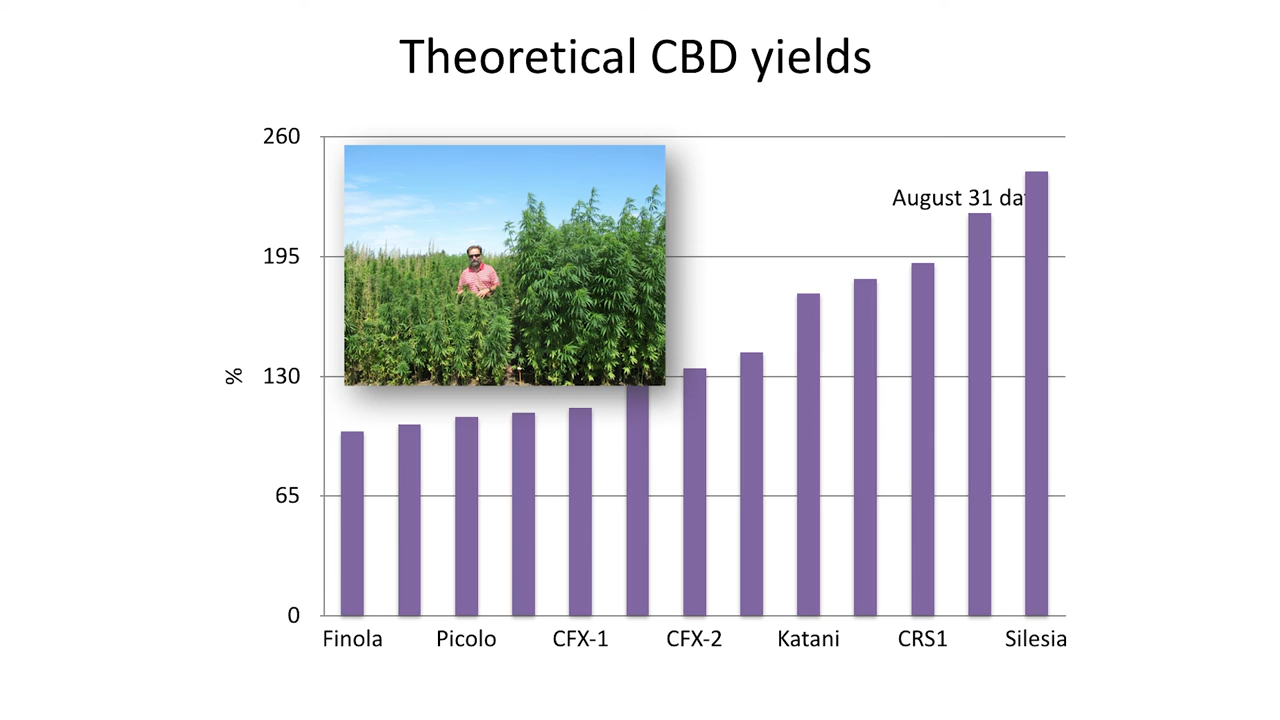 Theoretical CBD yields
260
August 31
195
% 130
65
0
Finola Picolo CFX-1 CFX-2 Katani CRS1 Silesia